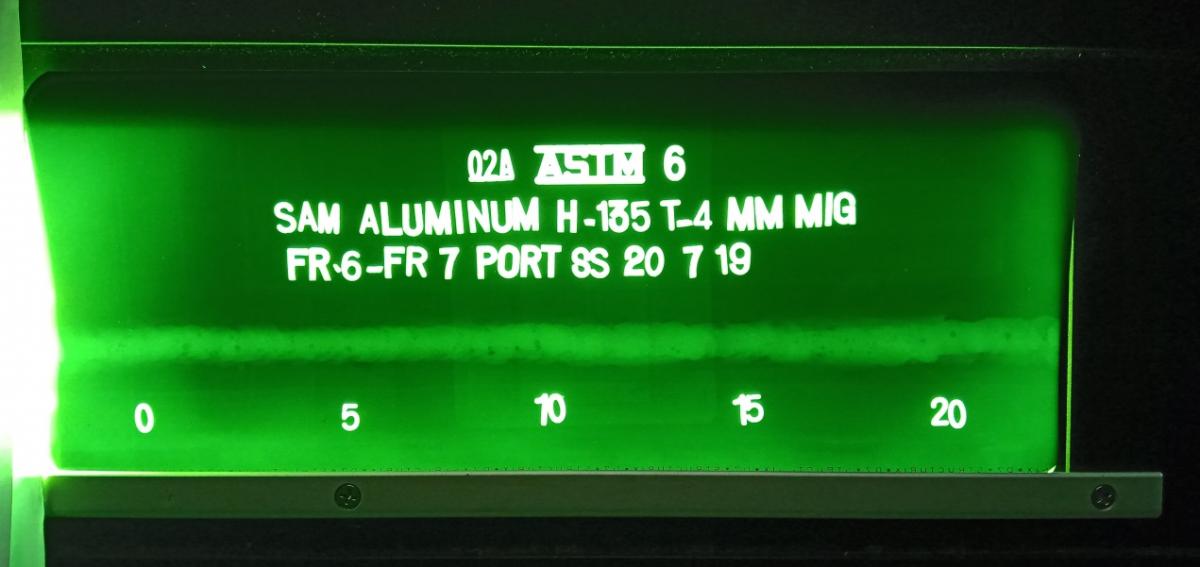 02A ASTM 6
SAM ALUMINUM H-135 T-4 MM MIG
FR-6-FR 7 PORT SS 20 7 19
0 5 10 15 20